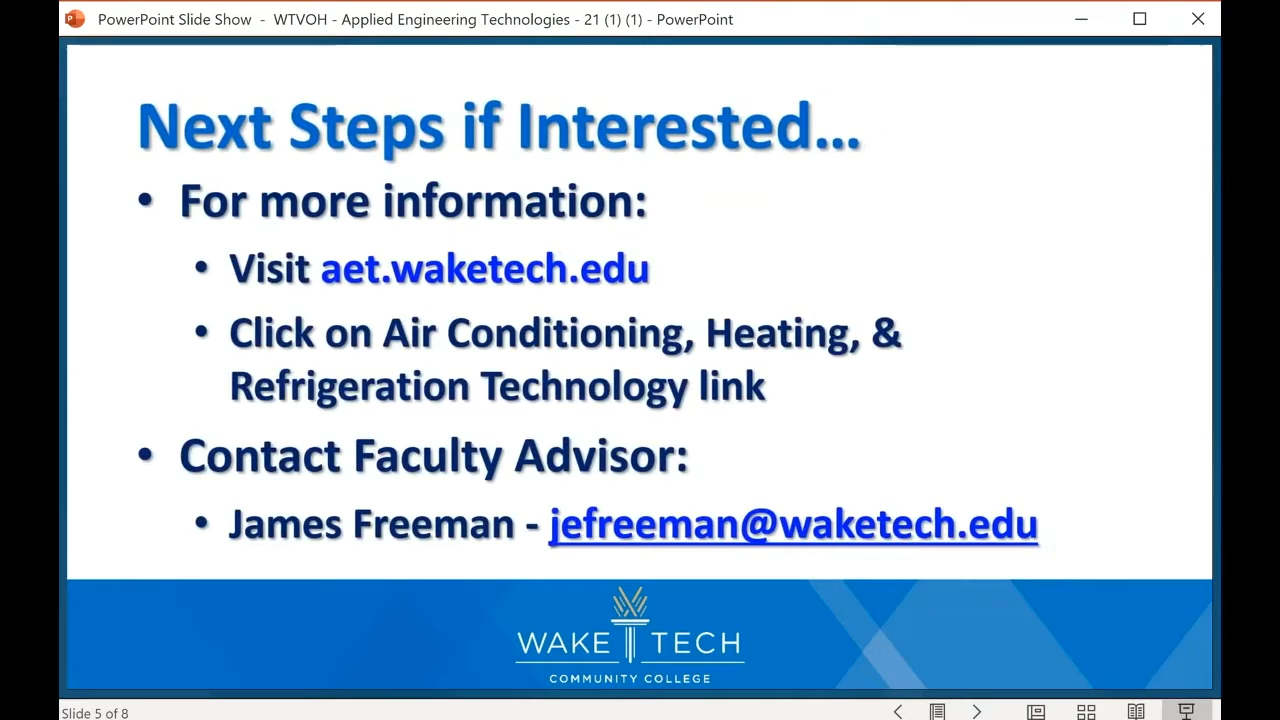 PowerPoint Slide Show - WTVOH - Applied Engineering Technologies - 21 (1) (1) - PowerPoint
Next Steps if Interested...
• For more information:
• Visit aet.waketech.edu
• Click on Air Conditioning, Heating, &
Refrigeration Technology link
• Contact Faculty Advisor:
• James Freeman - jefreeman@waketech.edu
WAKE TECH
COMMUNITY COLLEGE
Slide 5 of 8